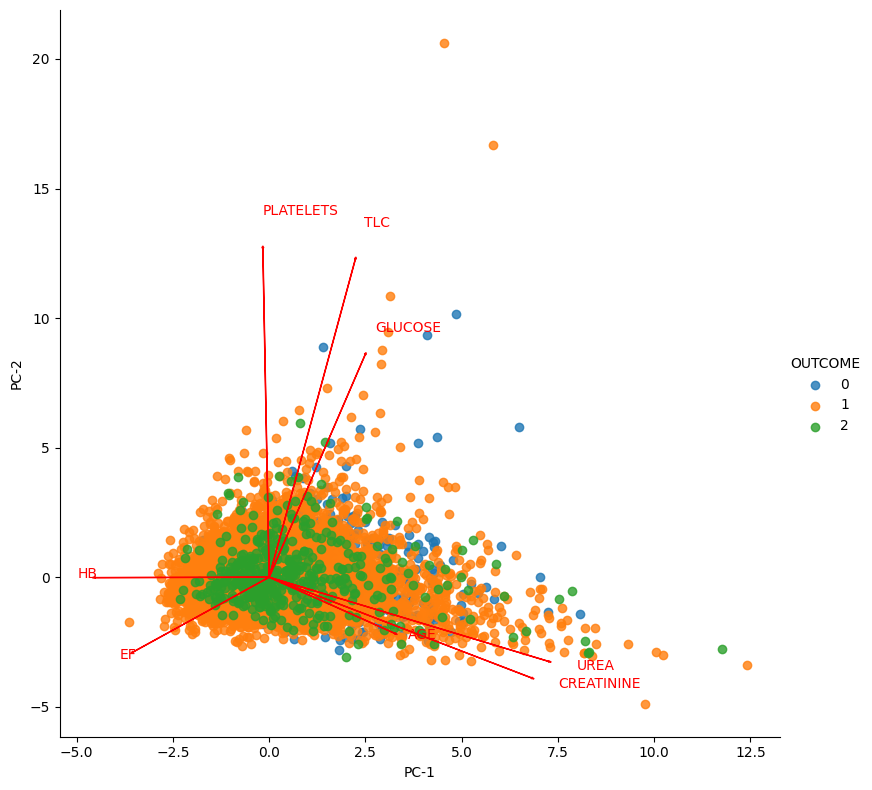 20
15
10
5
0
−5
PC-2
PLATELETS
TLC
GLUCOSE
HB
EF
AGE
UREA
CREATININE
−5.0 −2.5 0.0 2.5 5.0 7.5 10.0 12.5
PC-1
OUTCOME
0
1
2